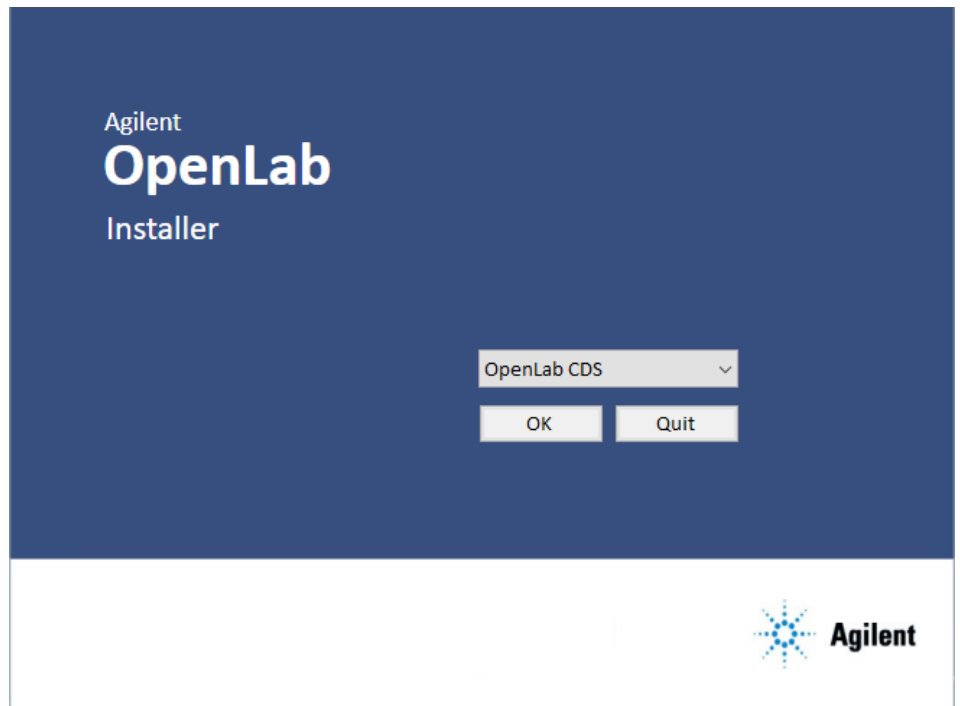 Agilent
OpenLab
Installer
OpenLab CDS
OK Quit
Agilent